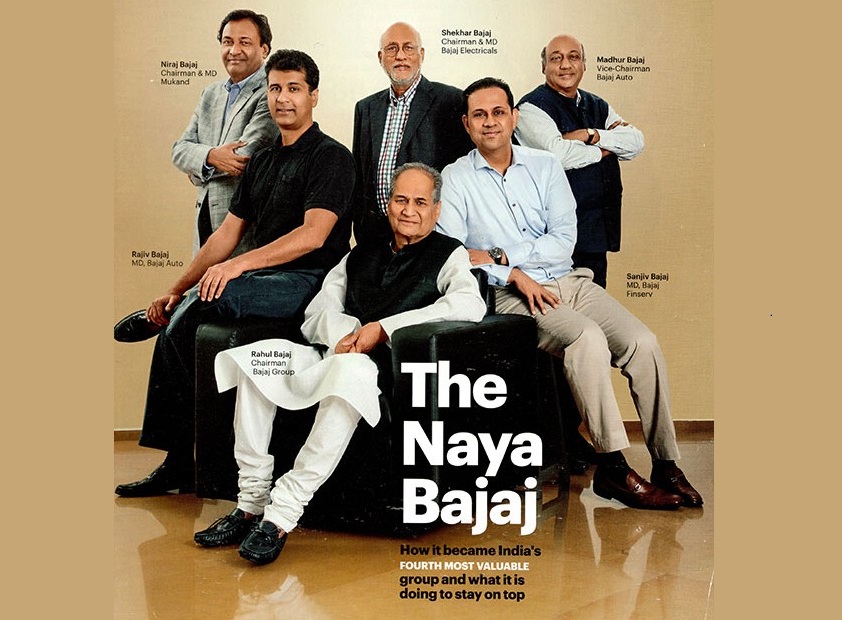 Niraj Bajaj
Chairman & MD
Mukand
Shekhar Bajaj
Chairman & MD
Bajaj Electricals
Madhur Bajaj
Vice-Chairman
Bajaj Auto
Rajiv Bajaj
MD, Bajaj Auto
Sanjiv Bajaj
MD, Bajaj
Finserv
Rahul Bajaj
Chairman
Bajaj Group
The
Naya
Bajaj
How it became India's
FOURTH MOST VALUABLE
group and what it is
doing to stay on top